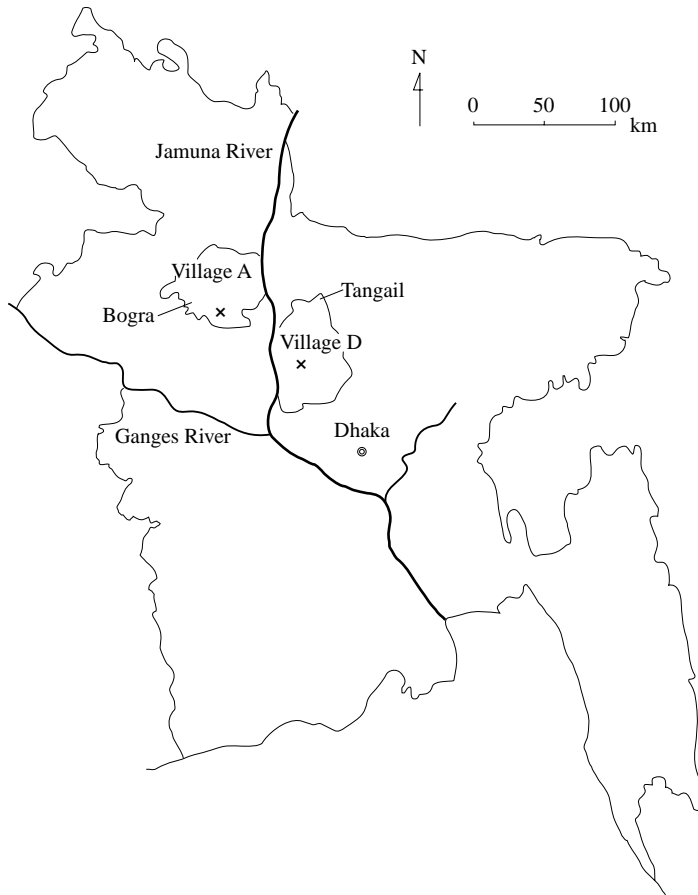 N
0 50 100
km
Jamuna River
Village A
Tangail
Bogra
Village D
Dhaka
Ganges River